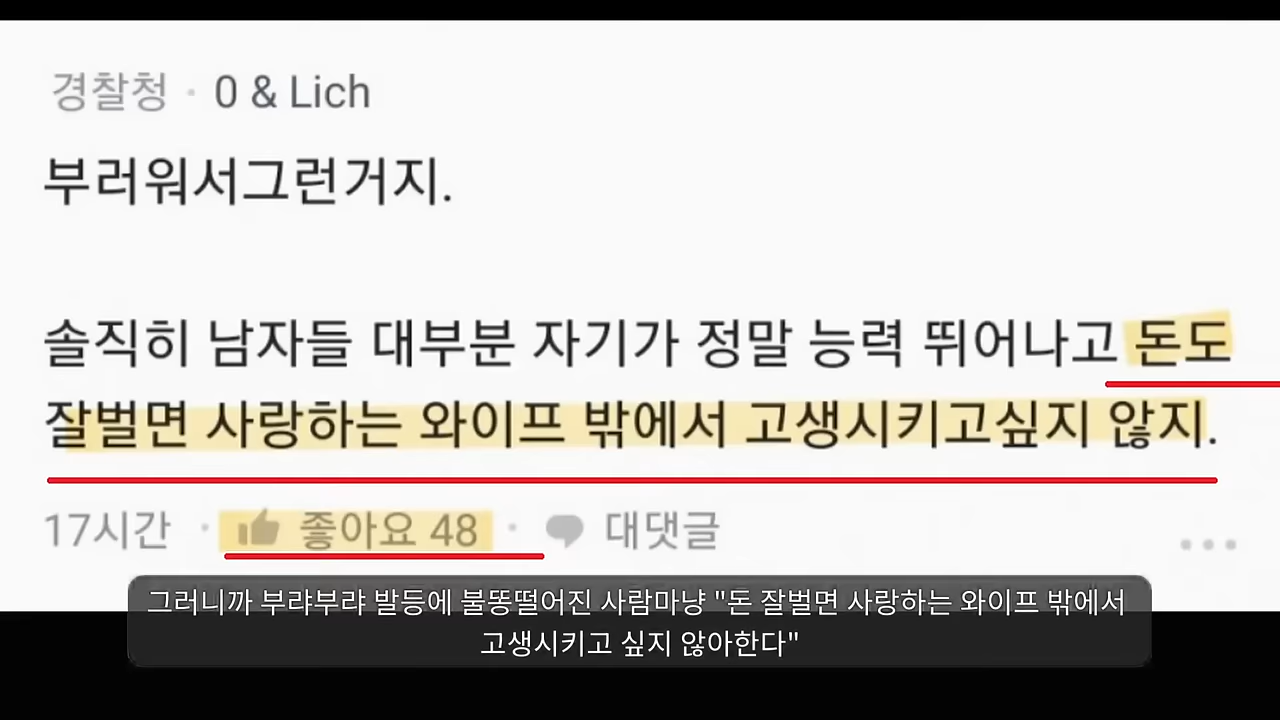 경찰청 · 0 & Lich
부러워서그런거지.
솔직히 남자들 대부분 자기가 정말 능력 뛰어나고 돈도
잘벌면 사랑하는 와이프 밖에서 고생시키고싶지 않지.
17시간 · 좋아요 48 · 대댓글
그러니까 부랴부랴 발등에 불똥떨어진 사람마냥 "돈 잘벌면 사랑하는 와이프 밖에서
고생시키고 싶지 않아한다"